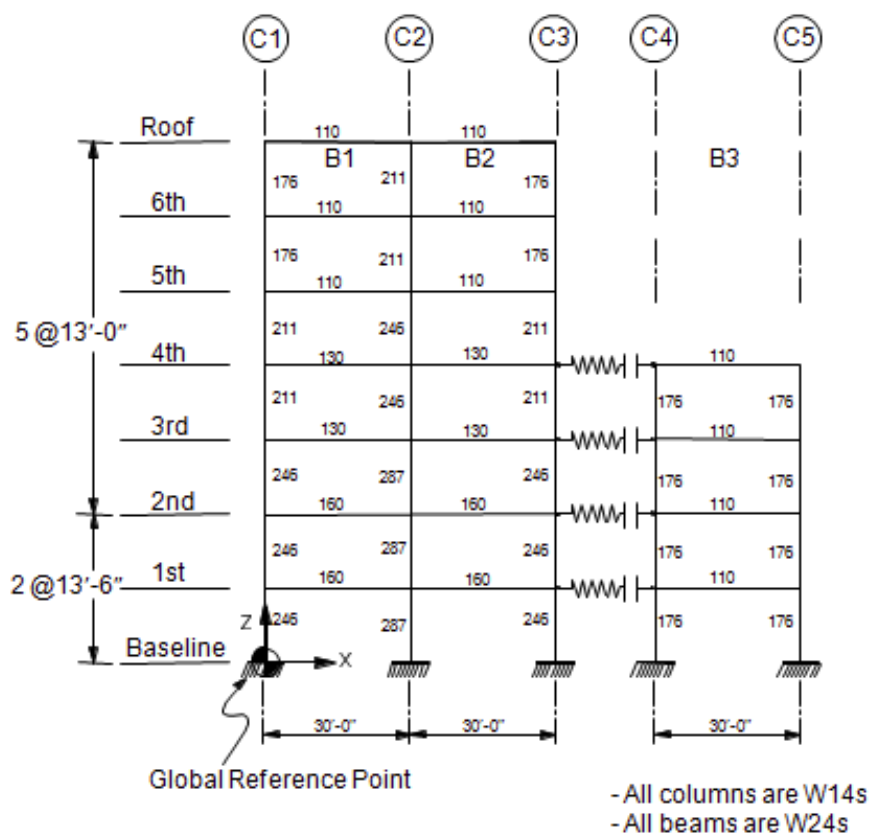 C1 C2 C3 C4 C5
Roof 110 110
B1 B2 B3
176 211 176
6th 110 110
176 211 176
5th 110 110
5 @13'-0"
211 246 211
4th 130 130 110
211 246 211 176 176
3rd 130 130 110
246 287 246 176 176
2nd 160 160 110
246 287 246 176 176
2 @13'-6" 1st 160 160 110
Z 246 287 246 176 176
Baseline X
30'-0" 30'-0" 30'-0"
Global Reference Point
- All columns are W14s
- All beams are W24s